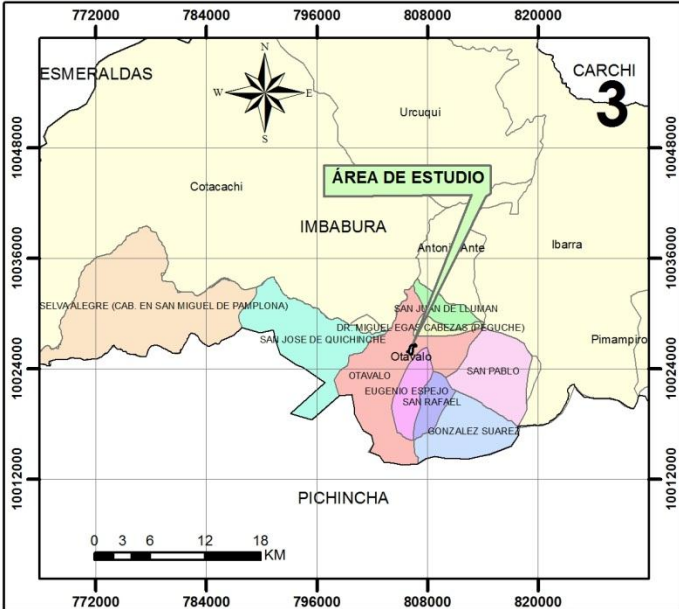 772000 784000 796000 808000 820000
ESMERALDAS
N
W E
S
CARCHI
3
Urcuqui
10048000 10048000
ÁREA DE ESTUDIO
Cotacachi
IMBABURA
Antonio Ante
Ibarra
10036000 10036000
SELVA ALEGRE (CAB. EN SAN MIGUEL DE PAMPLONA)
SAN JUAN DE ILUMAN
DR. MIGUEL EGAS CABEZAS (PEGUCHE)
SAN JOSE DE QUICHINCHE
Pimampiro
Otavalo
10024000 10024000
OTAVALO
SAN PABLO
EUGENIO ESPEJO
SAN RAFAEL
GONZALEZ SUAREZ
10012000 10012000
PICHINCHA
0 3 6 12 18
KM
772000 784000 796000 808000 820000